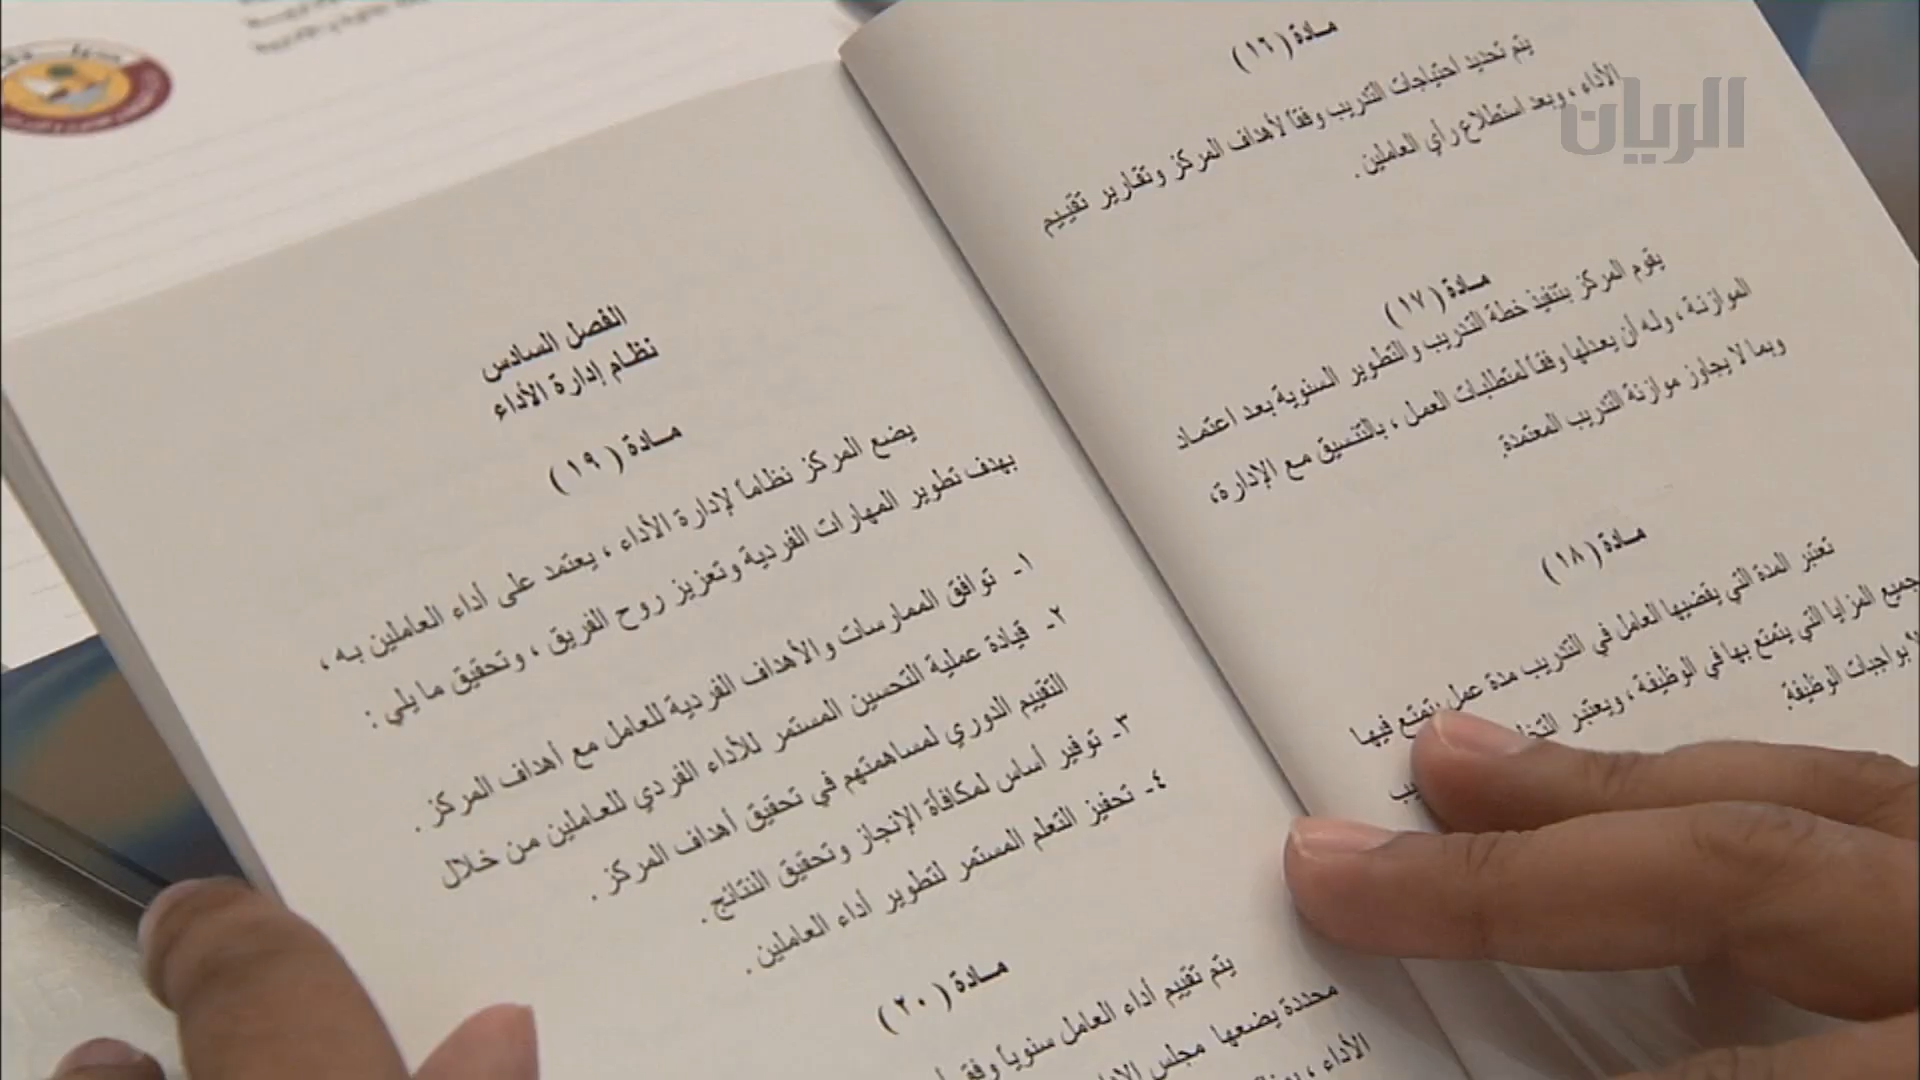 الريان
مادة (١٦)
يتم تحديد احتياجات التدريب وفقاً لأهداف المركز وتقارير تقييم
الأداء ، وبعد استطلاع رأي العاملين .
مادة (١٧)
يقوم المركز بتنفيذ خطة التدريب والتطوير السنوية بعد اعتماد
الموازنة ، وله أن يعدلها وفقاً لمتطلبات العمل ، بالتنسيق مع الإدارة،
وبما لا يجاوز موازنة التدريب المعتمدة.
مادة (١٨)
تعتبر المدة التي يقضيها العامل في التدريب مدة عمل يتمتع فيها
بجميع المزايا التي يتمتع بها في الوظيفة ، ويعتبر
بواجبات الوظيفة.
الفصل السادس
نظام إدارة الأداء
مادة (١٩)
يضع المركز نظاماً لإدارة الأداء ، يعتمد على أداء العاملين به ،
بهدف تطوير المهارات الفردية وتعزيز روح الفريق ، وتحقيق ما يلي :
١- توافق الممارسات والأهداف الفردية للعامل مع أهداف المركز .
٢- قيادة عملية التحسين المستمر للأداء الفردي للعاملين من خلال
التقييم الدوري لمساهمتهم في تحقيق أهداف المركز .
٣- توفير أساس لمكافأة الإنجاز وتحقيق النتائج .
٤- تحفيز التعلم المستمر لتطوير أداء العاملين .
مادة (٢٠)
يتم تقييم أداء العامل سنوياً
محددة يضعها مجلس
الأداء ،